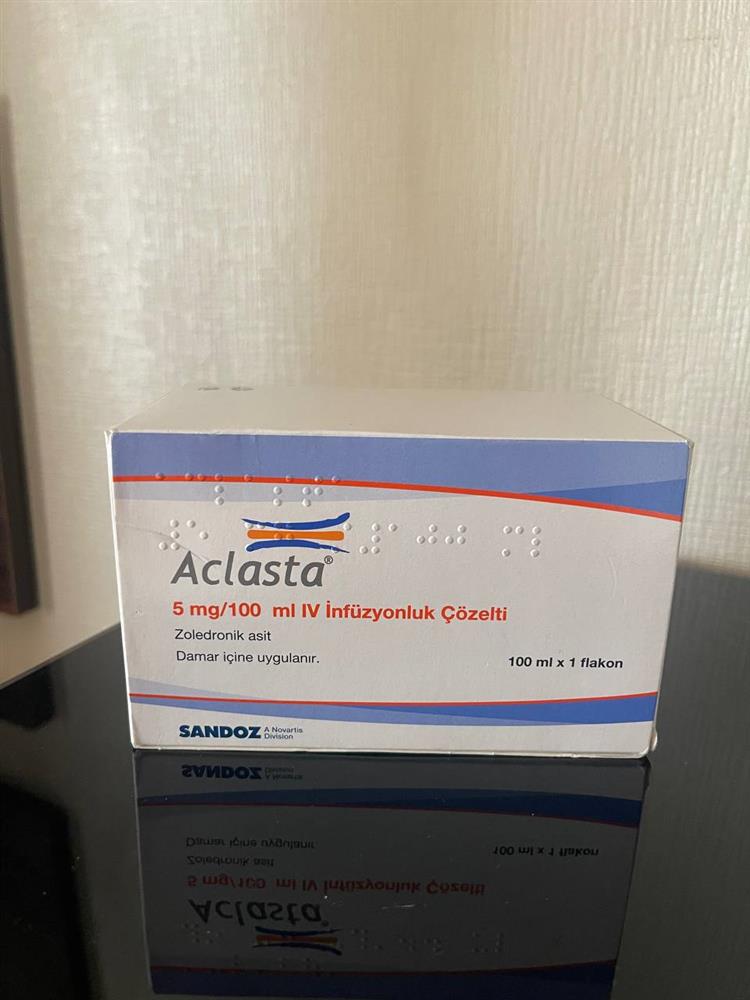 Aclasta®
5 mg/100 ml IV İnfüzyonluk Çözelti
Zoledronik asit
Damar içine uygulanır.
100 ml x 1 flakon
SANDOZ A Novartis
Division